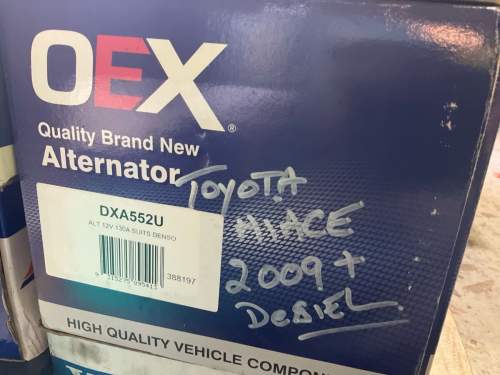 OEX®
Quality Brand New
Alternator
DXA552U
ALT 12V 130A SUITS DENSO
388197
TOYOTA
HIACE
2009 +
DeSIEL
HIGH QUALITY VEHICLE COMPON